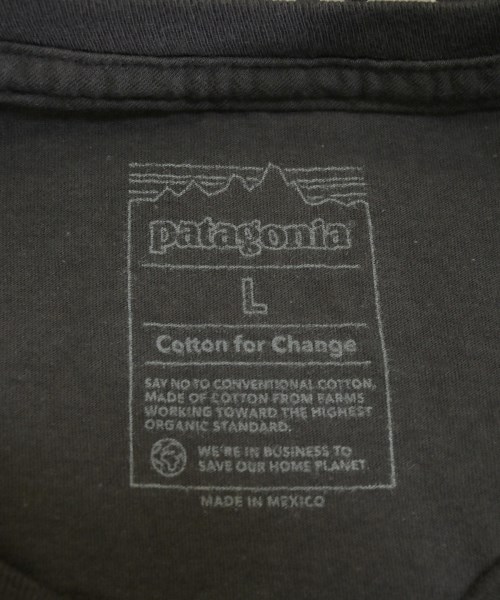 patagonia®
L
Cotton for Change
SAY NO TO CONVENTIONAL COTTON,
MADE OF COTTON FROM FARMS
WORKING TOWARD THE HIGHEST
ORGANIC STANDARD.
WE'RE IN BUSINESS TO
SAVE OUR HOME PLANET.
MADE IN MEXICO